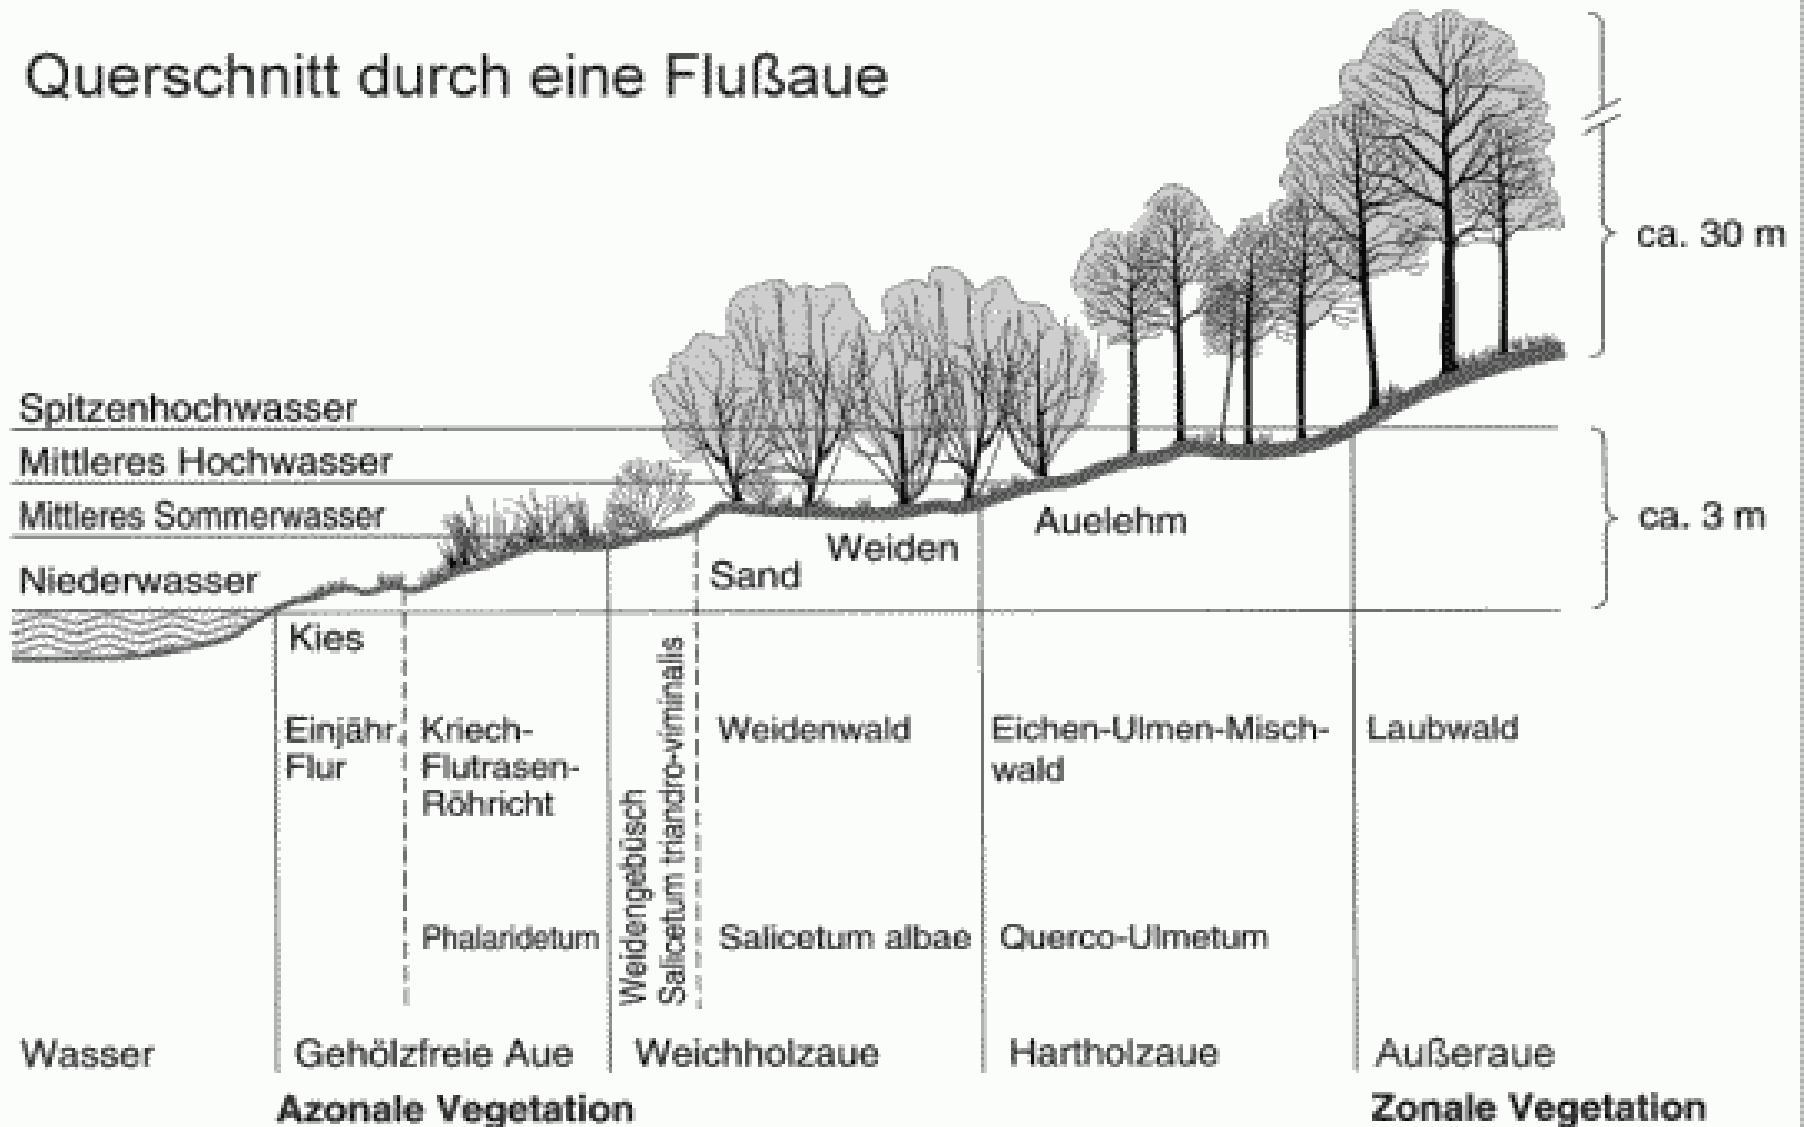 Querschnitt durch eine Flußaue
ca. 30 m
Spitzenhochwasser
Mittleres Hochwasser
Mittleres Sommerwasser
Niederwasser
ca. 3 m
Auelehm
Weiden
Sand
Kies
Einjähr.
Flur
Kriech-
Flutrasen-
Röhricht
Phalaridetum
Weidengebüsch
Salicetum triandro-viminalis
Weidenwald
Salicetum albae
Eichen-Ulmen-Misch-
wald
Querco-Ulmetum
Laubwald
Wasser
Gehölzfreie Aue
Weichholzaue
Hartholzaue
Außeraue
Azonale Vegetation
Zonale Vegetation